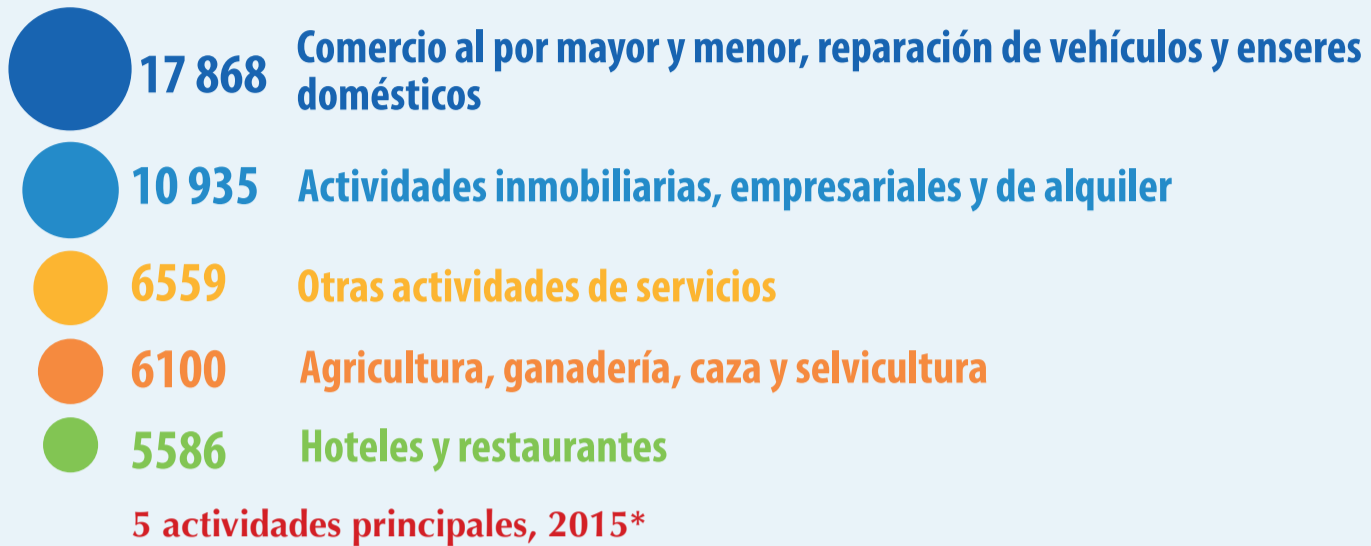 17 868 Comercio al por mayor y menor, reparación de vehículos y enseres
domésticos
10 935 Actividades inmobiliarias, empresariales y de alquiler
6559 Otras actividades de servicios
6100 Agricultura, ganadería, caza y selvicultura
5586 Hoteles y restaurantes
5 actividades principales, 2015*